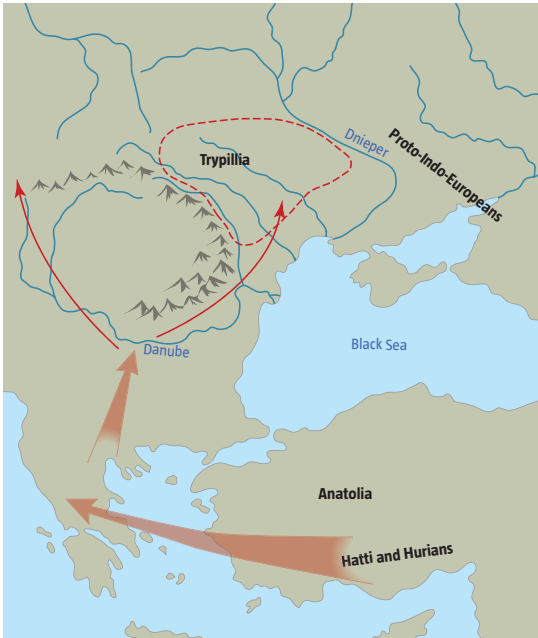 Dnieper
Proto-Indo-Europeans
Trypillia
Danube
Black Sea
Anatolia
Hatti and Hurians